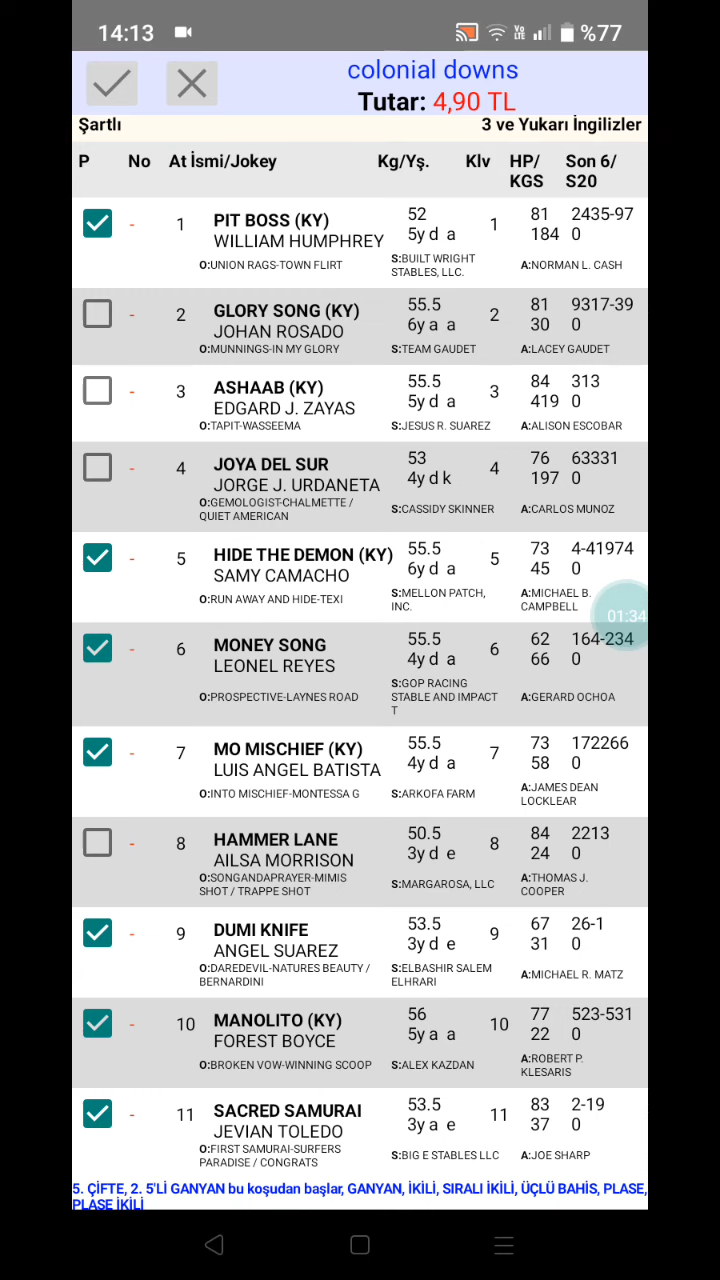 14:13 Vo LTE %77
colonial downs
Tutar: 4,90 TL
Şartlı 3 ve Yukarı İngilizler
P No At İsmi/Jokey Kg/Yş. Klv HP/ KGS Son 6/ S20
- 1 PIT BOSS (KY) 52 1 81 2435-97
WILLIAM HUMPHREY 5y d a 184 0
O:UNION RAGS-TOWN FLIRT S:BUILT WRIGHT STABLES, LLC. A:NORMAN L. CASH
- 2 GLORY SONG (KY) 55.5 2 81 9317-39
JOHAN ROSADO 6y a a 30 0
O:MUNNINGS-IN MY GLORY S:TEAM GAUDET A:LACEY GAUDET
- 3 ASHAAB (KY) 55.5 3 84 313
EDGARD J. ZAYAS 5y d a 419 0
O:TAPIT-WASSEEMA S:JESUS R. SUAREZ A:ALISON ESCOBAR
- 4 JOYA DEL SUR 53 4 76 63331
JORGE J. URDANETA 4y d k 197 0
O:GEMOLOGIST-CHALMETTE / QUIET AMERICAN S:CASSIDY SKINNER A:CARLOS MUNOZ
- 5 HIDE THE DEMON (KY) 55.5 5 73 4-41974
SAMY CAMACHO 6y d a 45 0
O:RUN AWAY AND HIDE-TEXI S:MELLON PATCH, INC. A:MICHAEL B. CAMPBELL
01:34
- 6 MONEY SONG 55.5 6 62 164-234
LEONEL REYES 4y d a 66 0
O:PROSPECTIVE-LAYNES ROAD S:GOP RACING STABLE AND IMPACT T A:GERARD OCHOA
- 7 MO MISCHIEF (KY) 55.5 7 73 172266
LUIS ANGEL BATISTA 4y d a 58 0
O:INTO MISCHIEF-MONTESSA G S:ARKOFA FARM A:JAMES DEAN LOCKLEAR
- 8 HAMMER LANE 50.5 8 84 2213
AILSA MORRISON 3y d e 24 0
O:SONGANDAPRAYER-MIMIS SHOT / TRAPPE SHOT S:MARGAROSA, LLC A:THOMAS J. COOPER
- 9 DUMI KNIFE 53.5 9 67 26-1
ANGEL SUAREZ 3y d e 31 0
O:DAREDEVIL-NATURES BEAUTY / BERNARDINI S:ELBASHIR SALEM ELHRARI A:MICHAEL R. MATZ
- 10 MANOLITO (KY) 56 10 77 523-531
FOREST BOYCE 5y a a 22 0
O:BROKEN VOW-WINNING SCOOP S:ALEX KAZDAN A:ROBERT P. KLESARIS
- 11 SACRED SAMURAI 53.5 11 83 2-19
JEVIAN TOLEDO 3y a e 37 0
O:FIRST SAMURAI-SURFERS PARADISE / CONGRATS S:BIG E STABLES LLC A:JOE SHARP
5. ÇİFTE, 2. 5'Lİ GANYAN bu koşudan başlar, GANYAN, İKİLİ, SIRALI İKİLİ, ÜÇLÜ BAHİS, PLASE,
PLASE İKİLİ